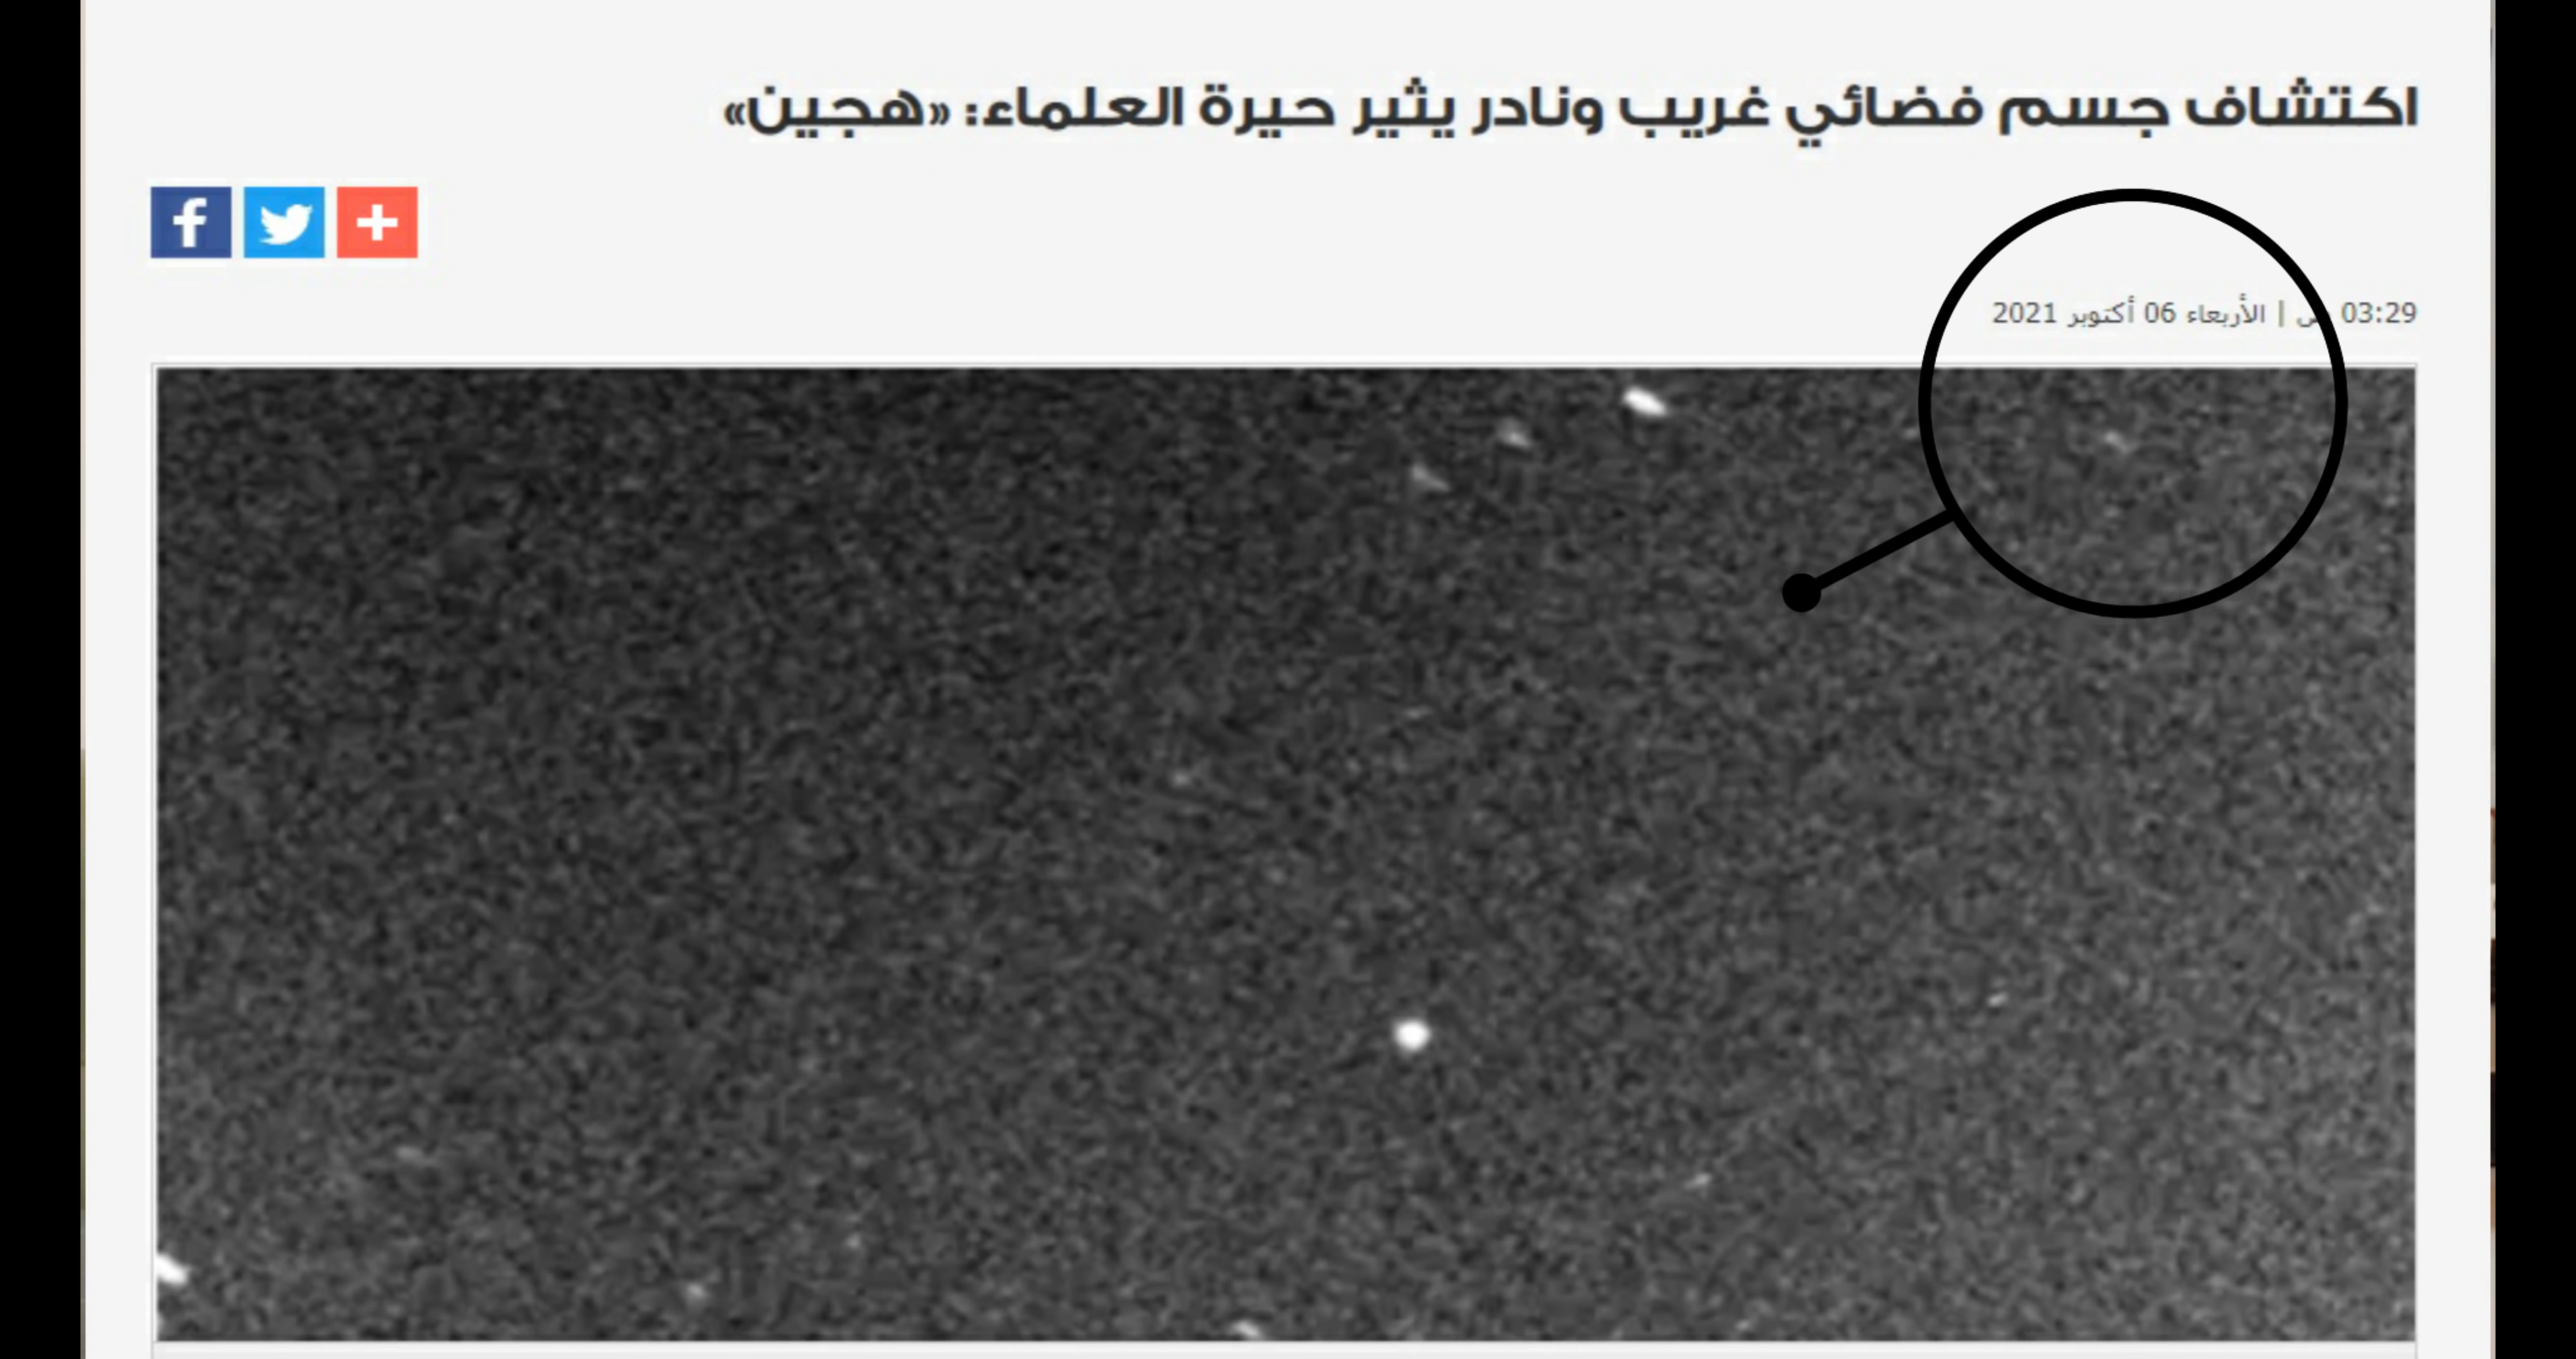 اكتشاف جسم فضائي غريب ونادر يثير حيرة العلماء: «هجين»
03:29 ص | الأربعاء 06 أكتوبر 2021